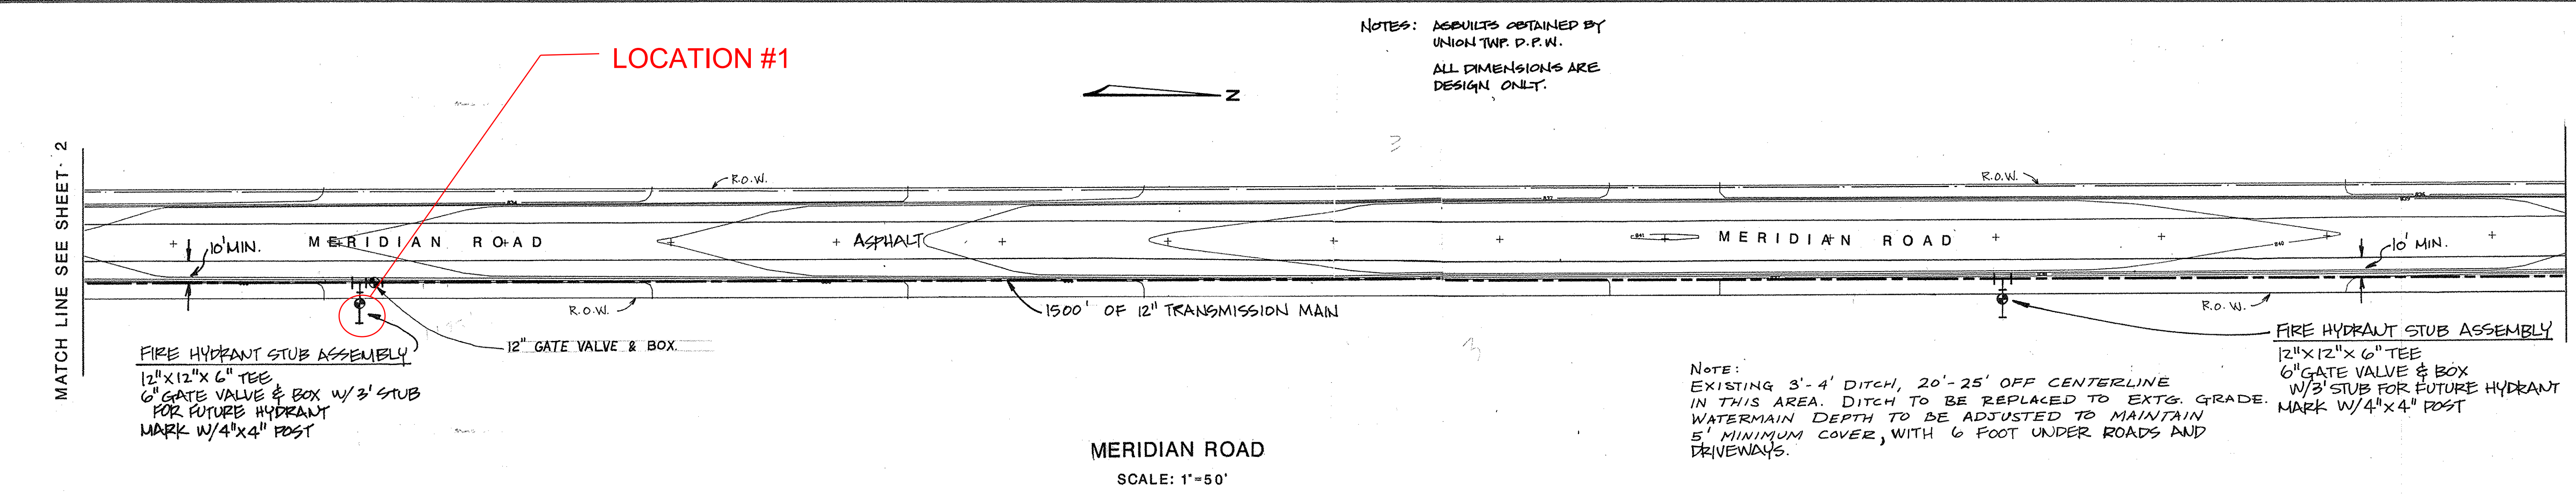 NOTES: ASBUILTS OBTAINED BY
UNION TWP. D.P.W.
ALL DIMENSIONS ARE
DESIGN ONLY.
LOCATION #1
N
MATCH LINE SEE SHEET 2
R.O.W.
R.O.W.
834
837
836
839
10' MIN.
MERIDIAN ROAD
ASPHALT
841
MERIDIAN ROAD
840
10' MIN.
R.O.W.
1500' OF 12" TRANSMISSION MAIN
R.O.W.
12" GATE VALVE & BOX.
FIRE HYDRANT STUB ASSEMBLY
12"X12"X 6" TEE
6" GATE VALVE & BOX W/3' STUB
FOR FUTURE HYDRANT
MARK W/4"X4" POST
FIRE HYDRANT STUB ASSEMBLY
12"X12"X 6" TEE
6" GATE VALVE & BOX
W/3' STUB FOR FUTURE HYDRANT
MARK W/4"X4" POST
NOTE:
EXISTING 3'-4' DITCH, 20'-25' OFF CENTERLINE
IN THIS AREA. DITCH TO BE REPLACED TO EXTG. GRADE.
WATERMAIN DEPTH TO BE ADJUSTED TO MAINTAIN
5' MINIMUM COVER, WITH 6 FOOT UNDER ROADS AND
DRIVEWAYS.
MERIDIAN ROAD
SCALE: 1"=50'